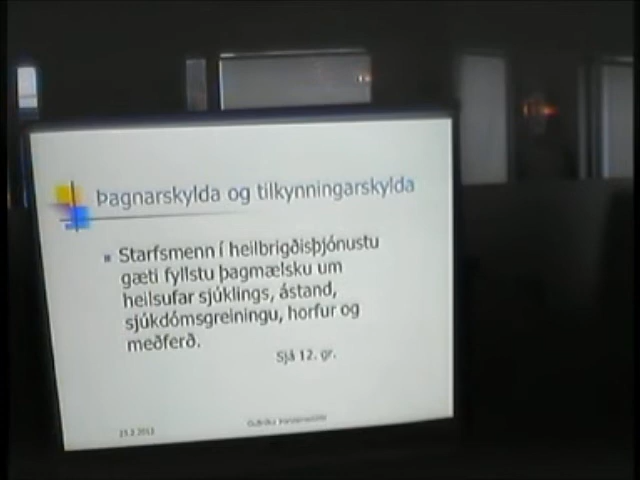 Þagnarskylda og tilkynningarskylda
Starfsmenn í heilbrigðisþjónustu
gæti fyllstu þagmælsku um
heilsufar sjúklings, ástand,
sjúkdómsgreiningu, horfur og
meðferð.
Sjá 12. gr.